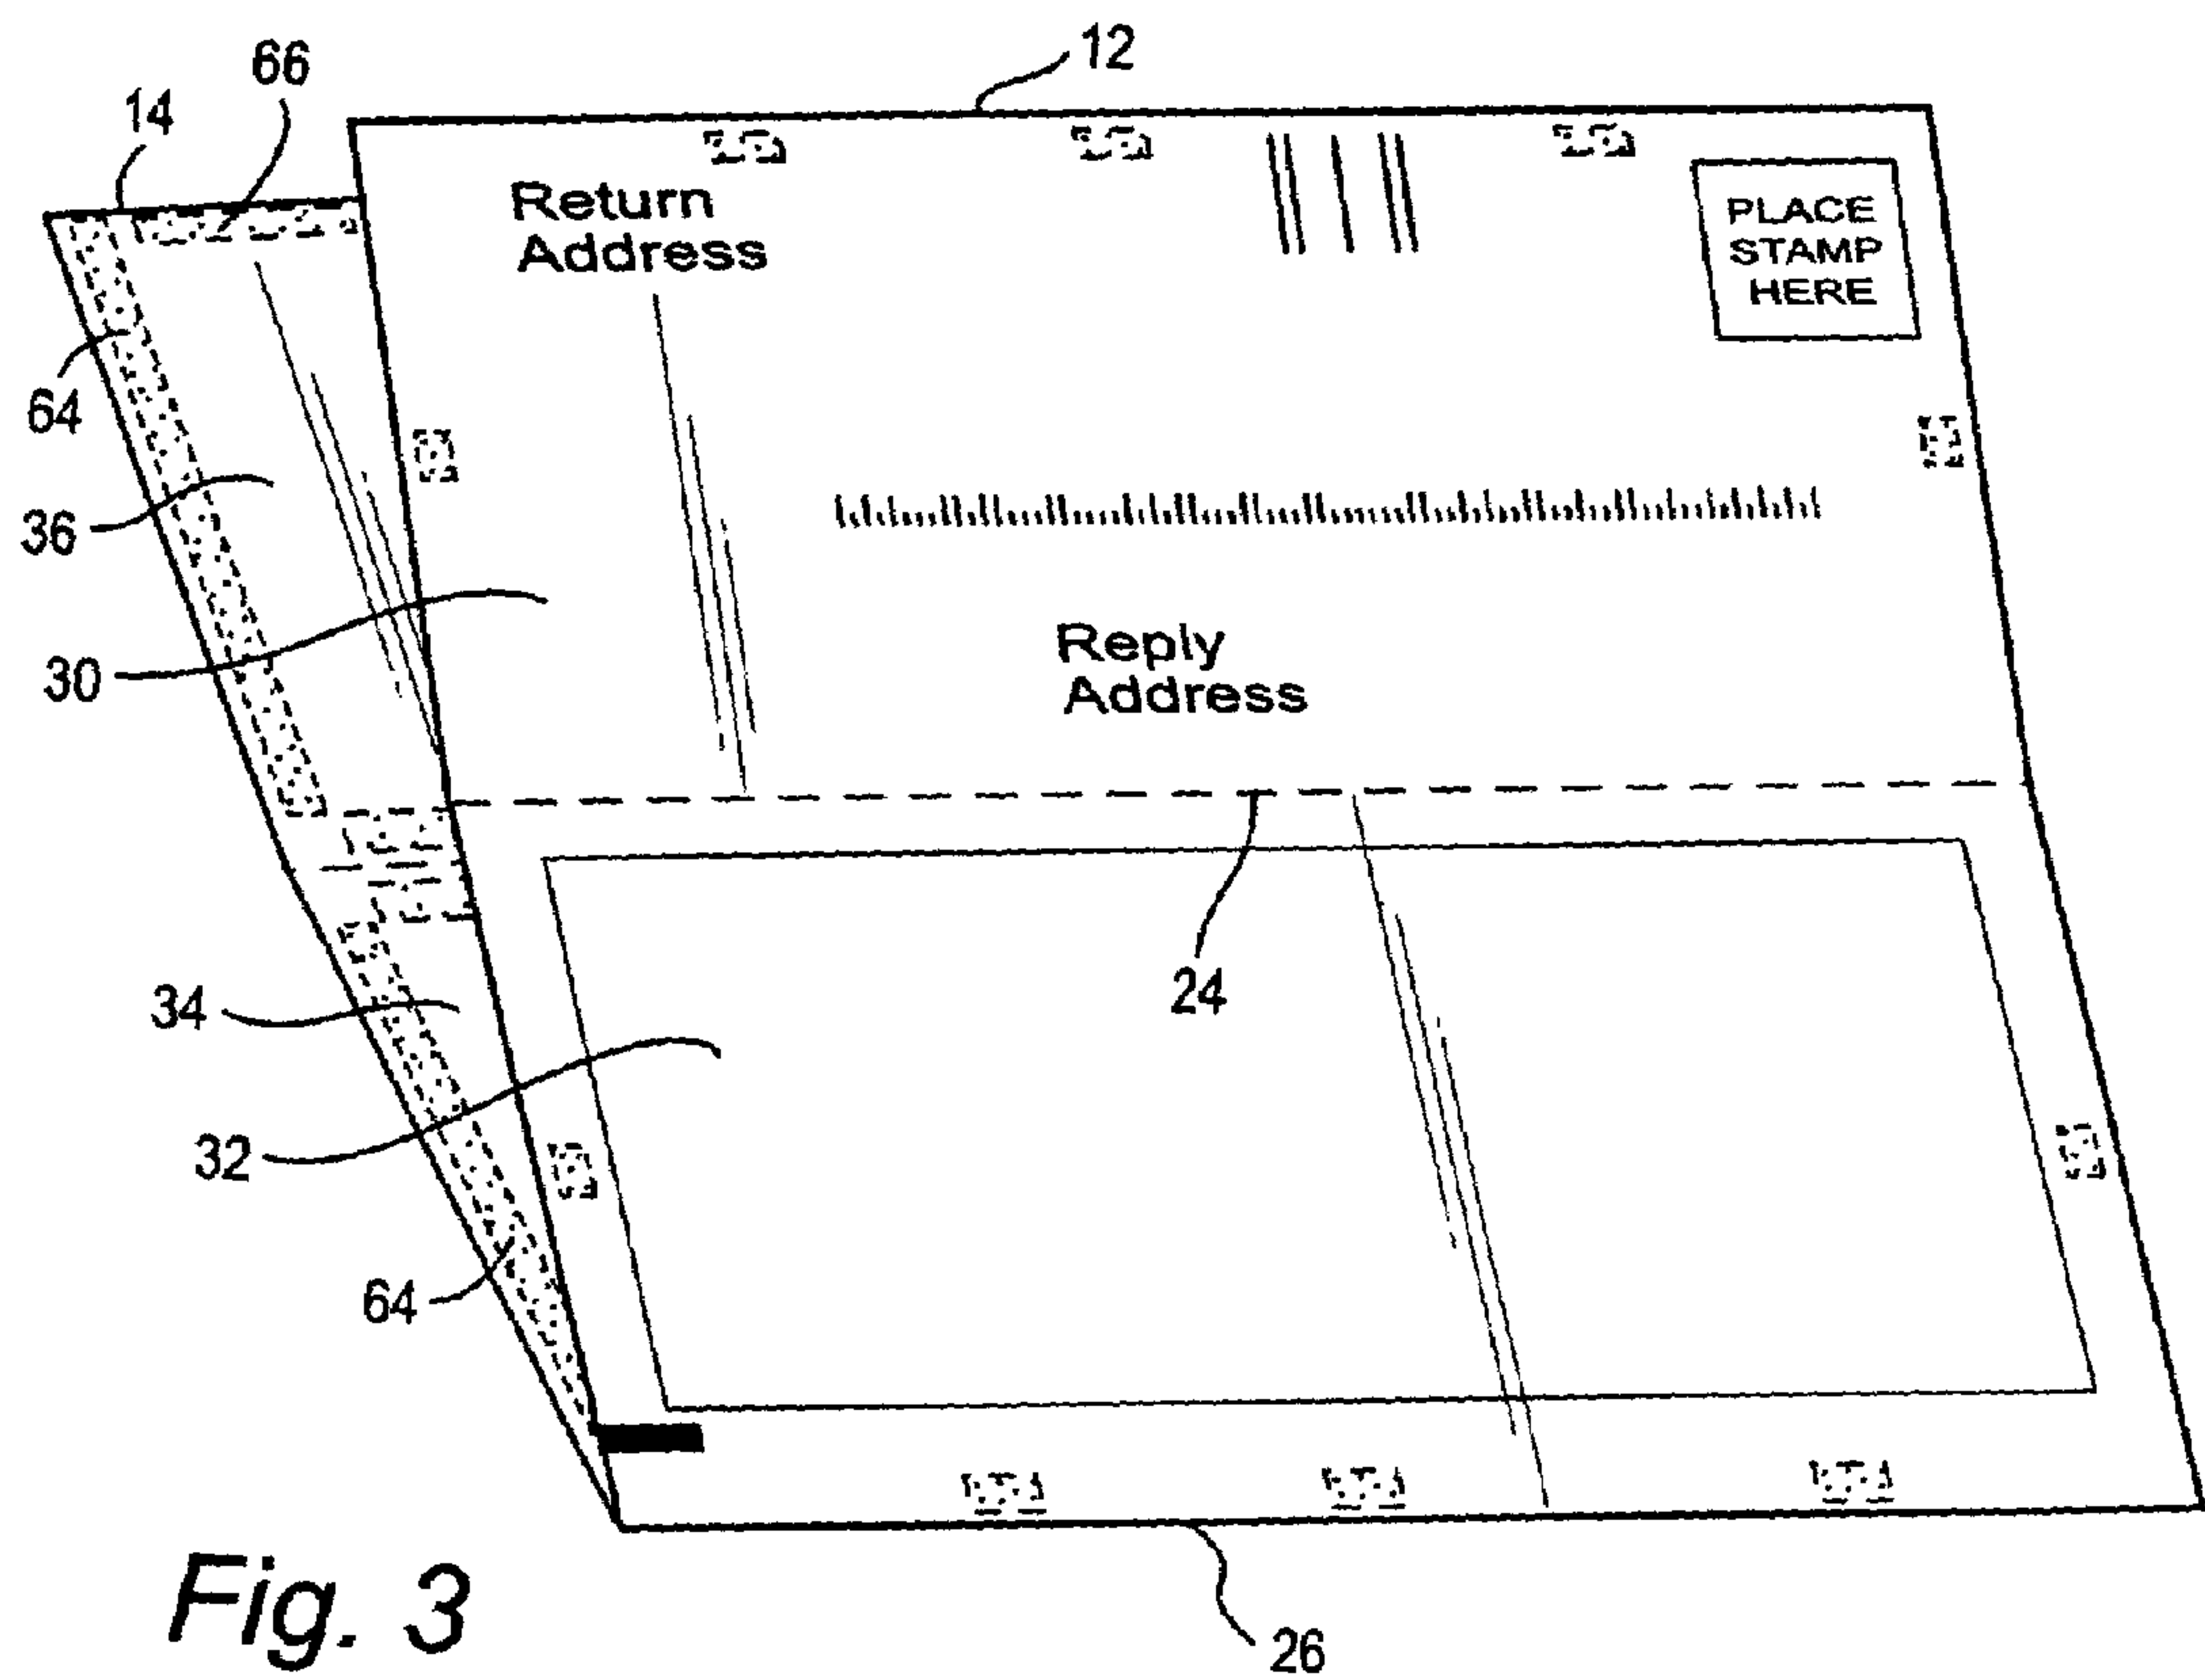 12
66
14
Return
Address
PLACE
STAMP
HERE
64
36
30
Reply
Address
34
24
32
64
26
Fig. 3